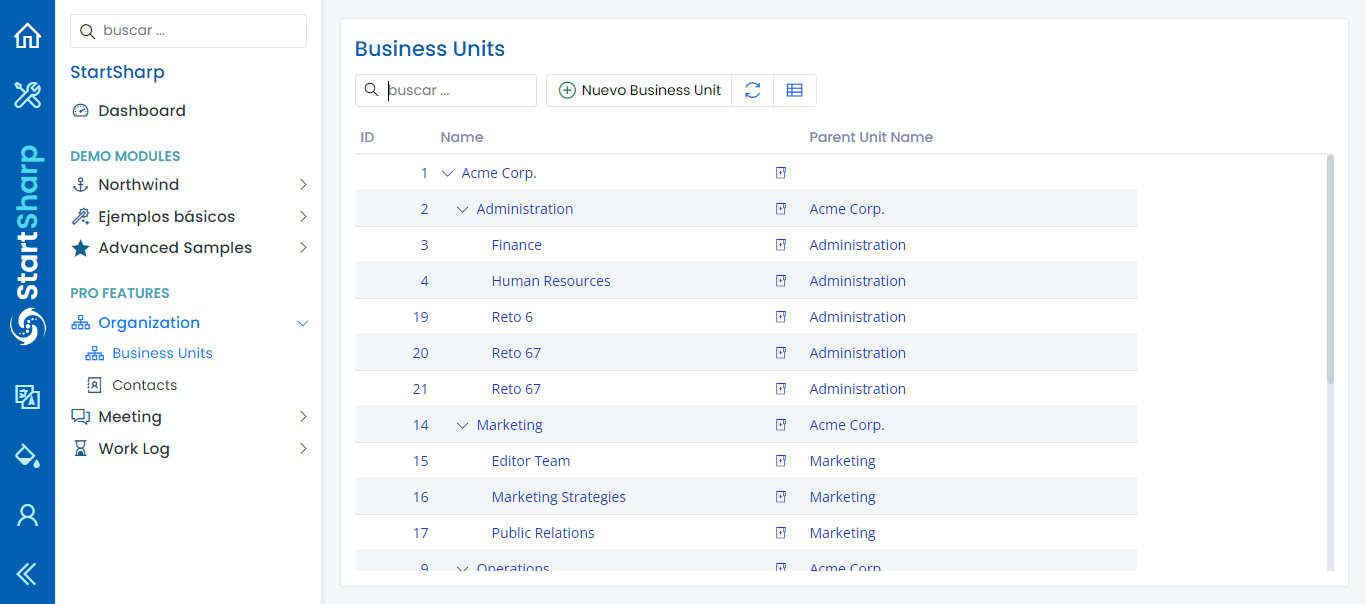 StartSharp
buscar ...
StartSharp
Dashboard
DEMO MODULES
Northwind
Ejemplos básicos
Advanced Samples
PRO FEATURES
Organization
Business Units
Contacts
Meeting
Work Log
Business Units
buscar ... Nuevo Business Unit
ID Name Parent Unit Name
1 Acme Corp.
2 Administration Acme Corp.
3 Finance Administration
4 Human Resources Administration
19 Reto 6 Administration
20 Reto 67 Administration
21 Reto 67 Administration
14 Marketing Acme Corp.
15 Editor Team Marketing
16 Marketing Strategies Marketing
17 Public Relations Marketing
9 Operations Acme Corp.